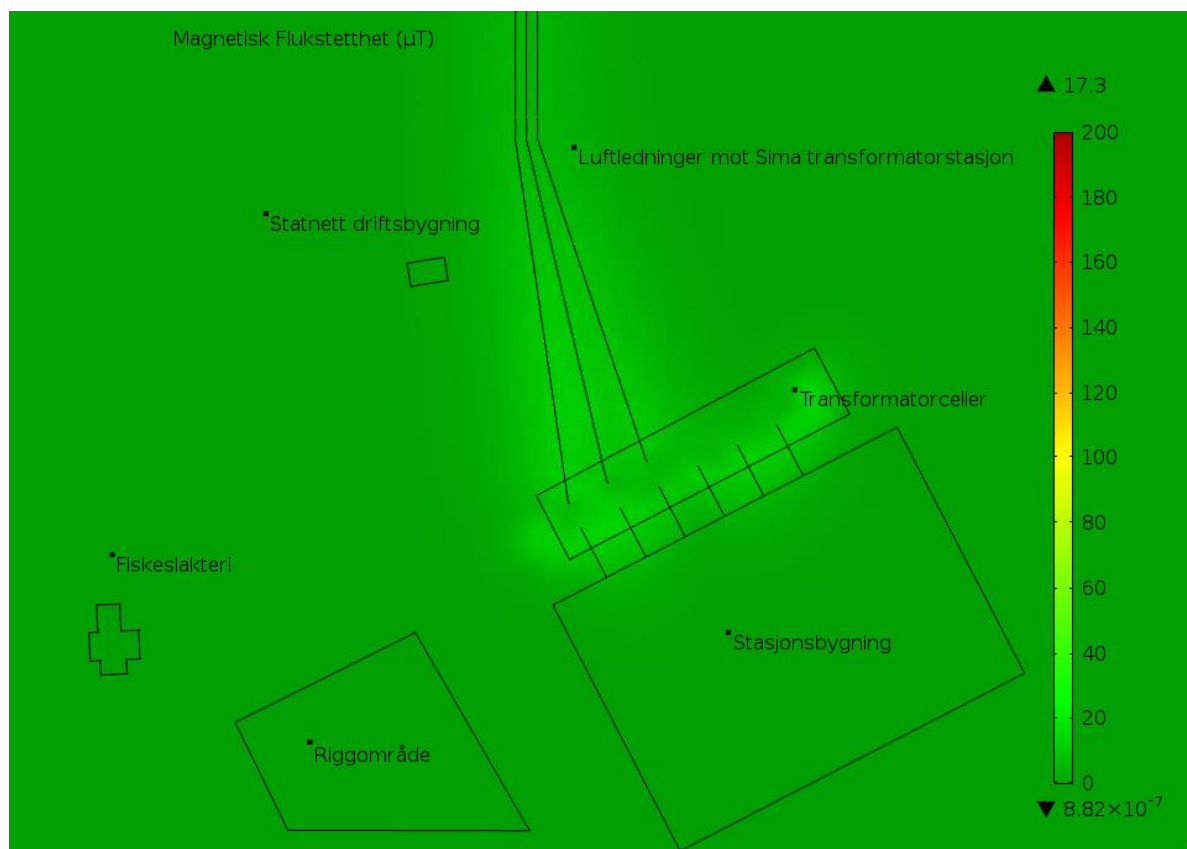 Magnetisk Flukstetthet (µT)
▲ 17.3
200
Luftledninger mot Sima transformatorstasjon
180
160
Statnett driftsbygning
140
120
Transformatorceller
100
80
Fiskeslakteri
60
40
Stasjonsbygning
20
Riggområde
0
▼ 8.82×10⁻⁷